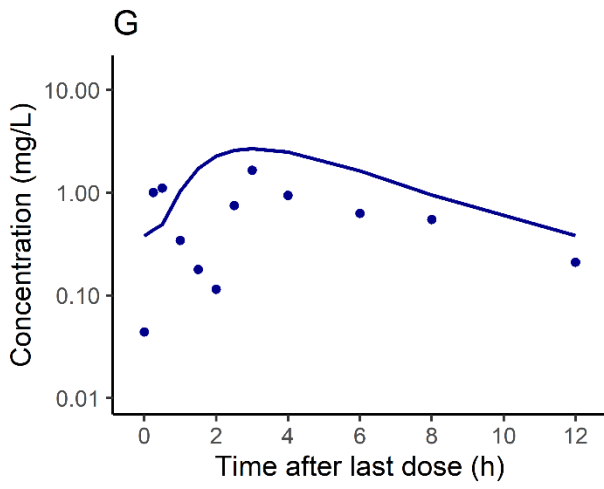 G
Concentration (mg/L)
10.00
1.00
0.10
0.01
0 2 4 6 8 10 12
Time after last dose (h)